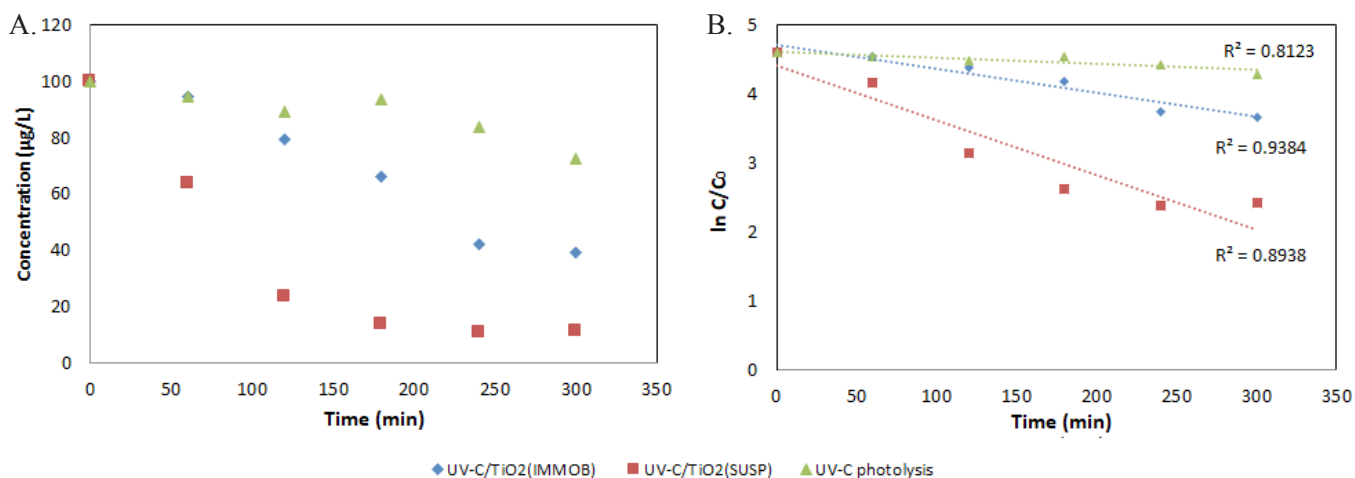 A.
120
100
80
60
40
20
0
Concentration (µg/L)
0 50 100 150 200 250 300 350
Time (min)
B.
5
4
3
2
1
0
ln C/C0
R² = 0.8123
R² = 0.9384
R² = 0.8938
0 50 100 150 200 250 300 350
Time (min)
UV-C/TiO2(IMMOB) UV-C/TiO2(SUSP) UV-C photolysis